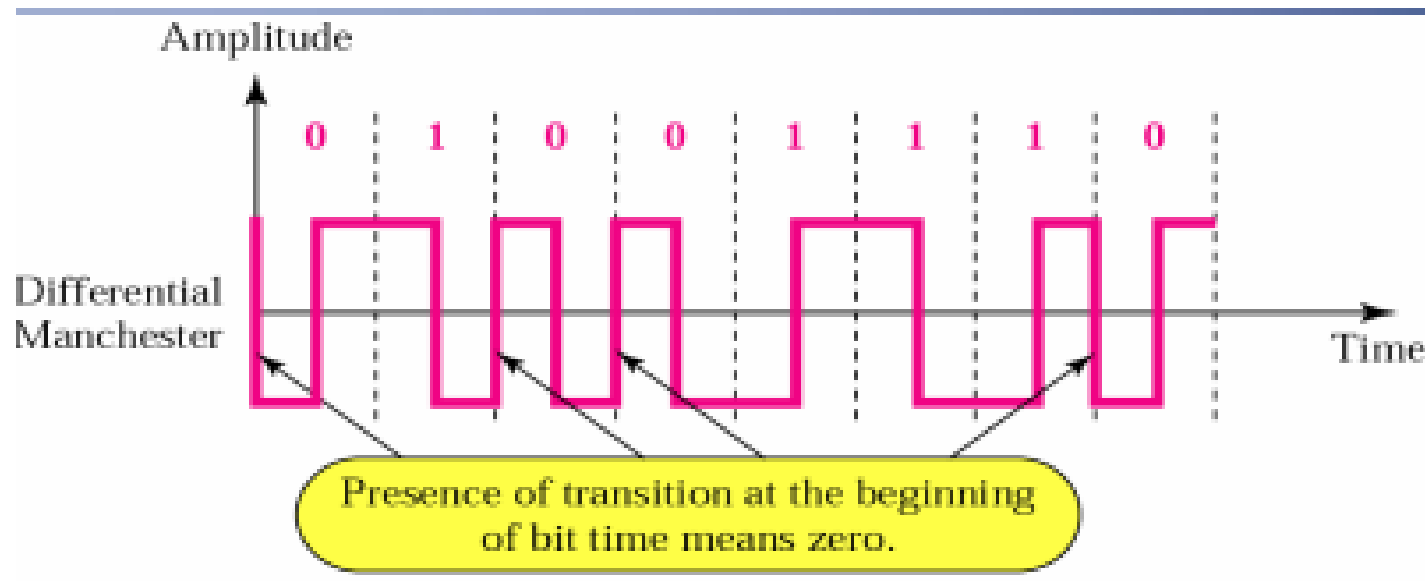 Amplitude
0 1 0 0 1 1 1 0
Differential
Manchester
Time
Presence of transition at the beginning
of bit time means zero.